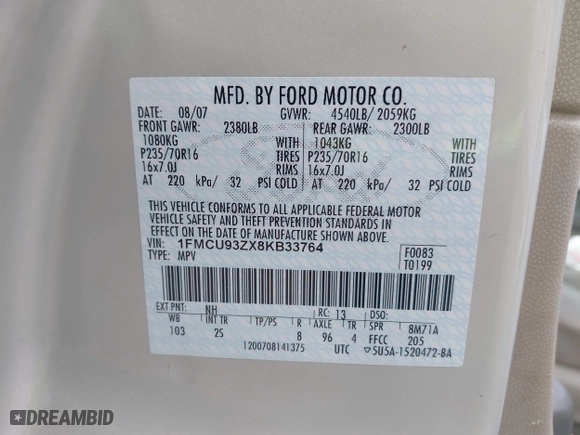 MFD. BY FORD MOTOR CO.
DATE: 08/07 GVWR: 4540LB/ 2059KG
FRONT GAWR: 2380LB REAR GAWR: 2300LB
1080KG WITH 1043KG WITH
P235/70R16 TIRES P235/70R16 TIRES
16x7.0J RIMS 16x7.0J RIMS
AT 220 kPa/ 32 PSI COLD AT 220 kPa/ 32 PSI COLD
THIS VEHICLE CONFORMS TO ALL APPLICABLE FEDERAL MOTOR
VEHICLE SAFETY AND THEFT PREVENTION STANDARDS IN
EFFECT ON THE DATE OF MANUFACTURE SHOWN ABOVE.
VIN: 1FMCU93ZX8KB33764 F0083
TYPE: MPV T0199
EXT PNT: NH RC: 13 DSO:
WB INT TR TP/PS R AXLE TR SPR 8M71A
103 2S 8 96 4 FFCC 205
1200708141375 UTC ▽5U5A-1520472-BA
DREAMBID